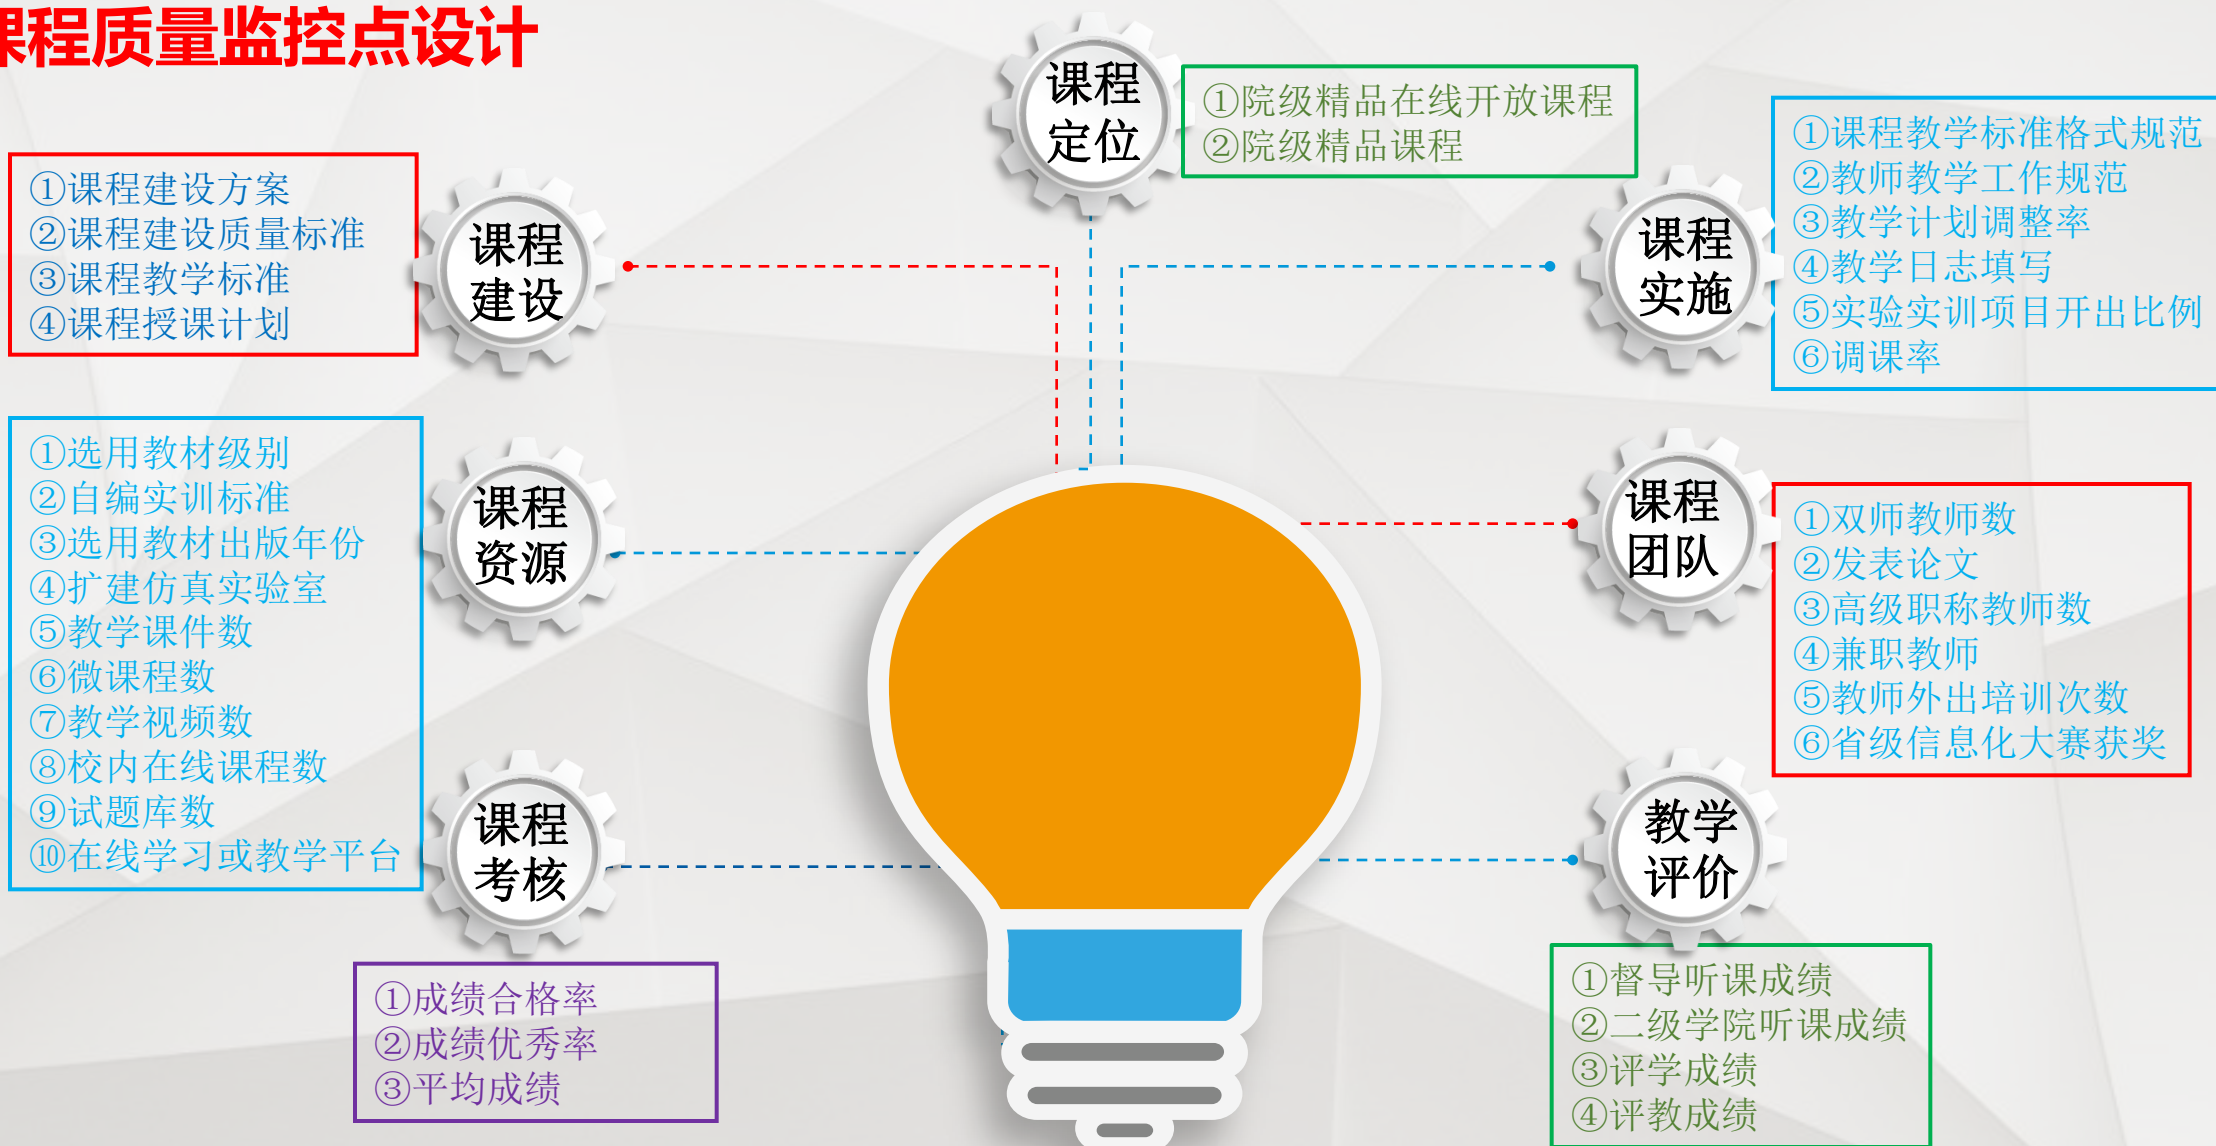 课程质量监控点设计
课程
定位
①院级精品在线开放课程
②院级精品课程
课程
建设
①课程建设方案
②课程建设质量标准
③课程教学标准
④课程授课计划
课程
实施
①课程教学标准格式规范
②教师教学工作规范
③教学计划调整率
④教学日志填写
⑤实验实训项目开出比例
⑥调课率
课程
资源
①选用教材级别
②自编实训标准
③选用教材出版年份
④扩建仿真实验室
⑤教学课件数
⑥微课程数
⑦教学视频数
⑧校内在线课程数
⑨试题库数
⑩在线学习或教学平台
课程
团队
①双师教师数
②发表论文
③高级职称教师数
④兼职教师
⑤教师外出培训次数
⑥省级信息化大赛获奖
课程
考核
①成绩合格率
②成绩优秀率
③平均成绩
教学
评价
①督导听课成绩
②二级学院听课成绩
③评学成绩
④评教成绩